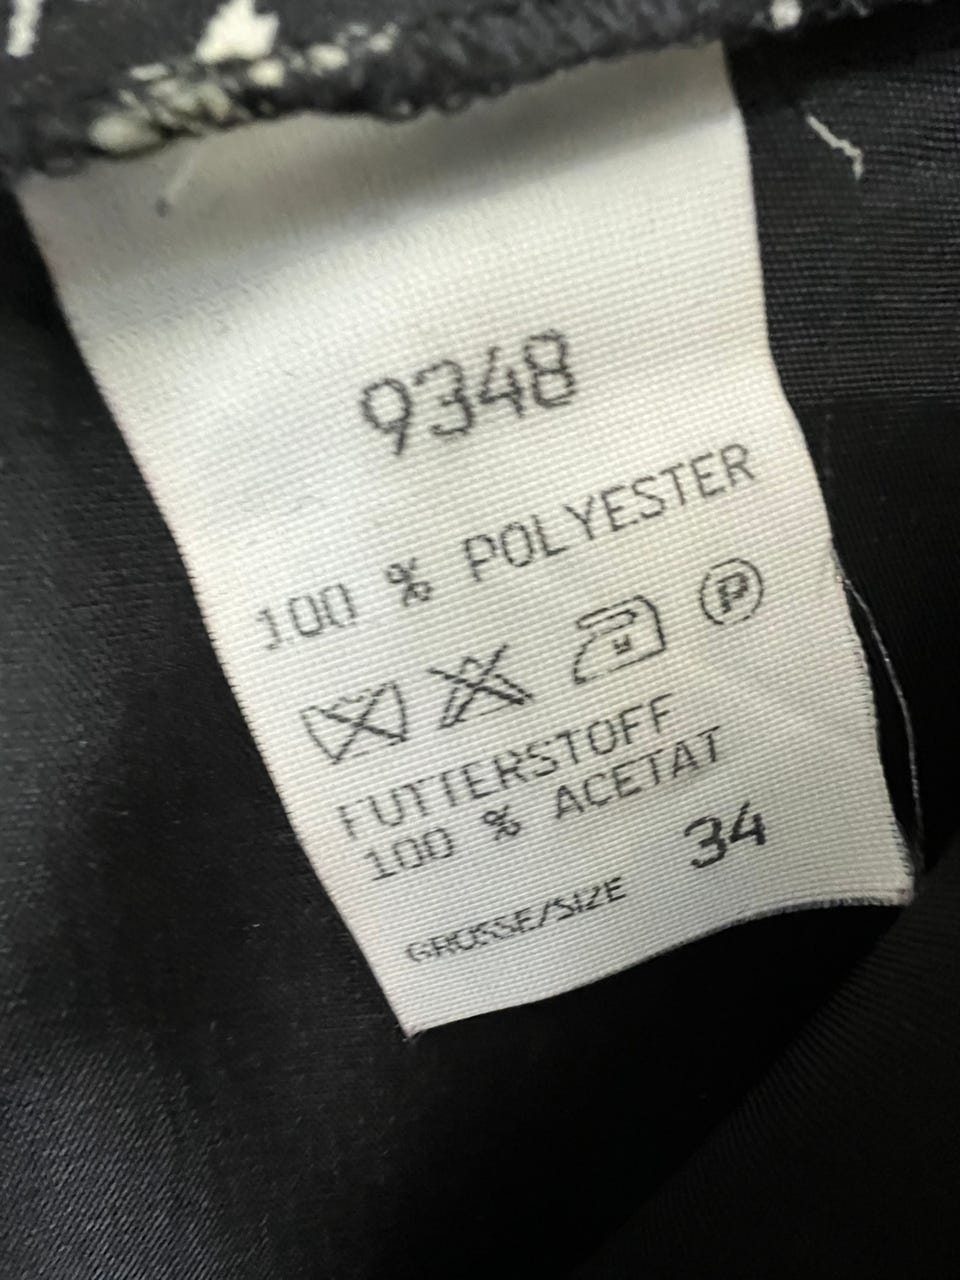 9348
100 % POLYESTER
P
FUTTERSTOFF
100 % ACETAT
GROSSE/SIZE 34